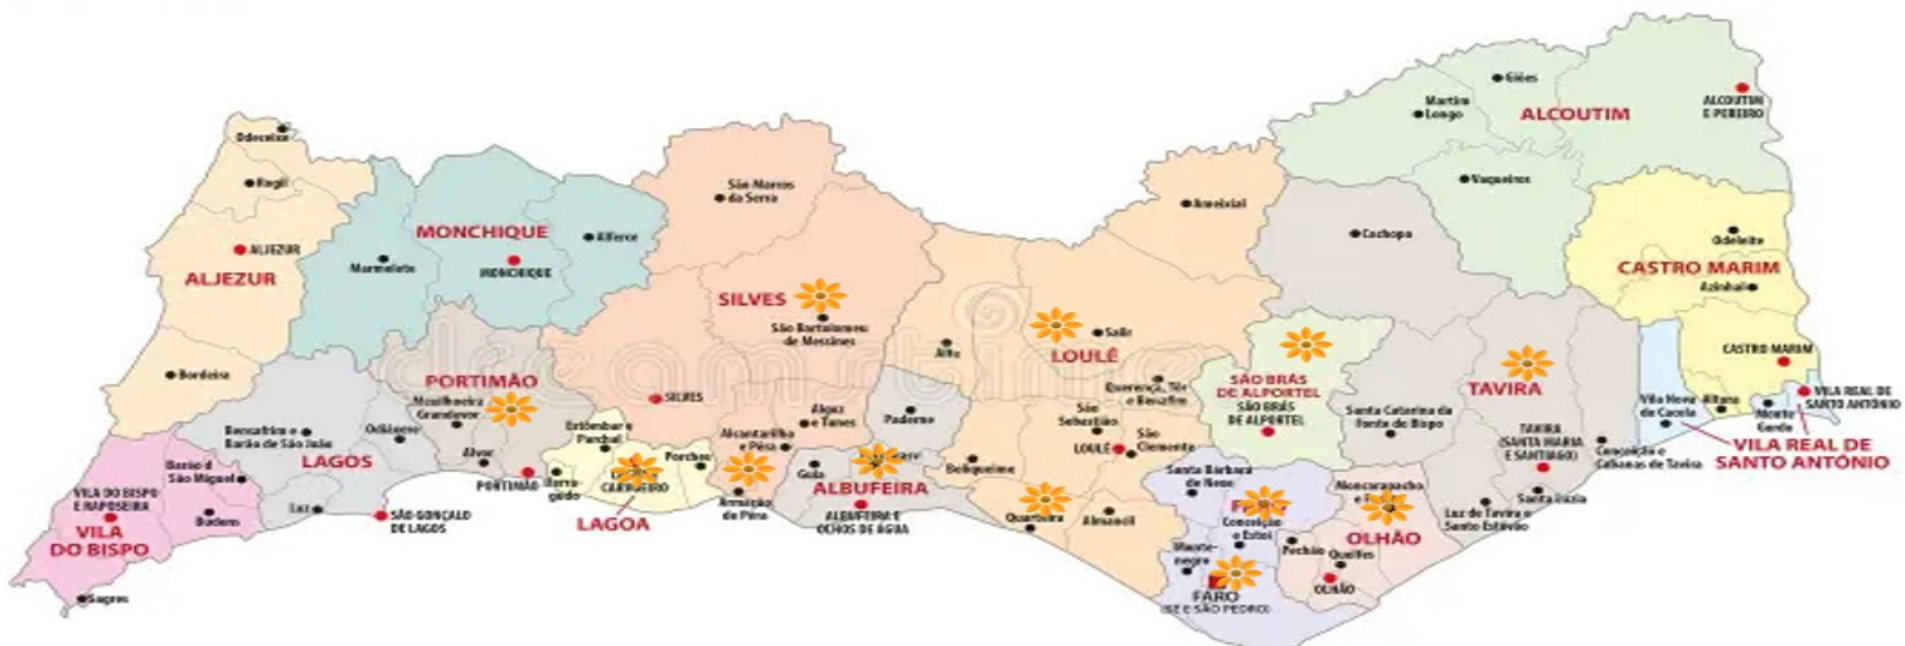 Odeceixe
Rogil
ALJEZUR
ALJEZUR
Bordeira
MONCHIQUE
Marmelete
MONCHIQUE
Alferce
São Marcos
da Serra
SILVES
São Bartolomeu
de Messines
SILVES
Algoz
e Tunes
Alcantarilha
e Pêra
Armação
de Pêra
PORTIMÃO
Mexilhoeira
Grande
Alvor
PORTIMÃO
Estômbar e
Parchal
Porches
LAGOA
LAGOS
Bensafrim e
Barão de São João
Odiáxere
Luz
SÃO GONÇALO
DE LAGOS
Barão d
São Miguel
VILA DO BISPO
E RAPOSEIRA
Budens
VILA
DO BISPO
Sagres
Paderne
Guia
ALBUFEIRA
ALBUFEIRA E
OLHOS DE ÁGUA
Ameixial
Alte
Salir
LOULÉ
Querença, Tôr
e Benafim
São
Sebastião
LOULÉ
São
Clemente
Boliqueime
Quarteira
Almancil
SÃO BRÁS
DE ALPORTEL
SÃO BRÁS
DE ALPORTEL
Santa Bárbara
de Nexe
Conceição
e Estoi
Monte-
negro
FARO
(SÉ E SÃO PEDRO)
Moncarapacho
OLHÃO
Pechão
Quelfes
OLHÃO
Cachopo
TAVIRA
Santa Catarina da
Fonte do Bispo
TAVIRA
(SANTA MARIA
E SANTIAGO)
Conceição e
Cabanas de Tavira
Santa Luzia
Luz de Tavira e
Santo Estêvão
Giões
Martim
Longo
ALCOUTIM
ALCOUTIM
E PEREIRO
Vaqueiros
Odeleite
CASTRO MARIM
Azinhal
CASTRO MARIM
Altura
Vila Nova
de Cacela
Monte
Gordo
VILA REAL DE
SANTO ANTÓNIO
VILA REAL DE
SANTO ANTÓNIO
dreamstime